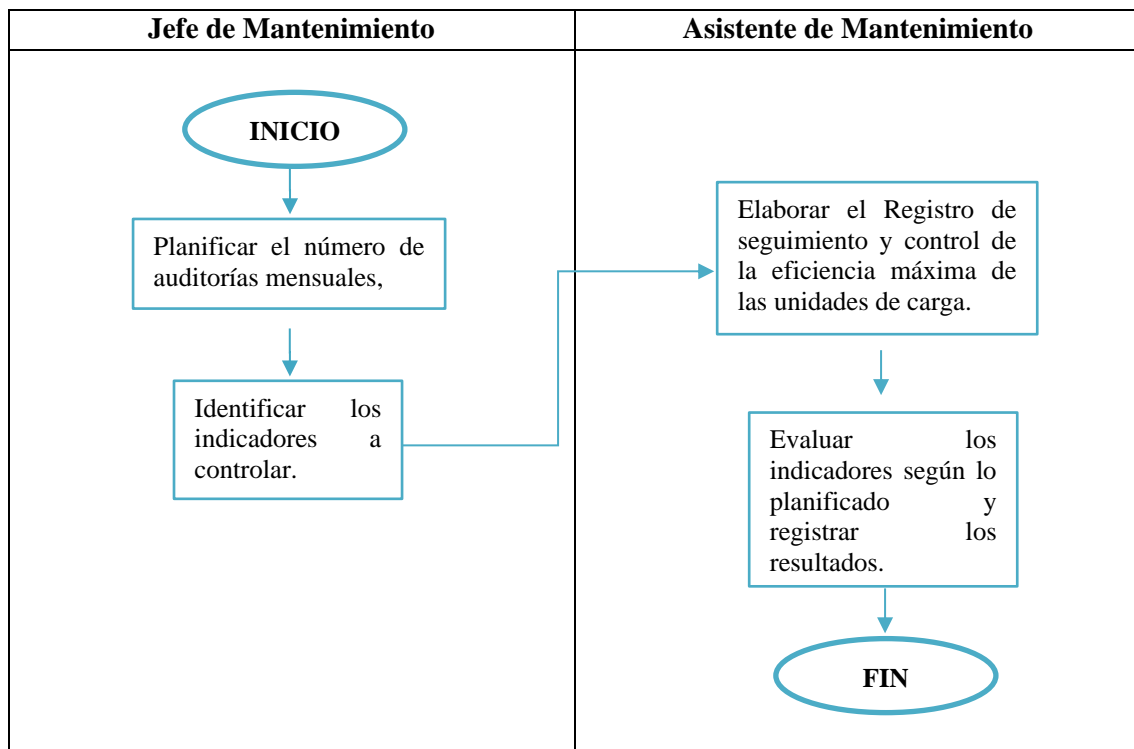 Jefe de Mantenimiento
Asistente de Mantenimiento
INICIO
Planificar el número de
auditorías mensuales,
Identificar los
indicadores a
controlar.
Elaborar el Registro de
seguimiento y control de
la eficiencia máxima de
las unidades de carga.
Evaluar los
indicadores según lo
planificado y
registrar los
resultados.
FIN